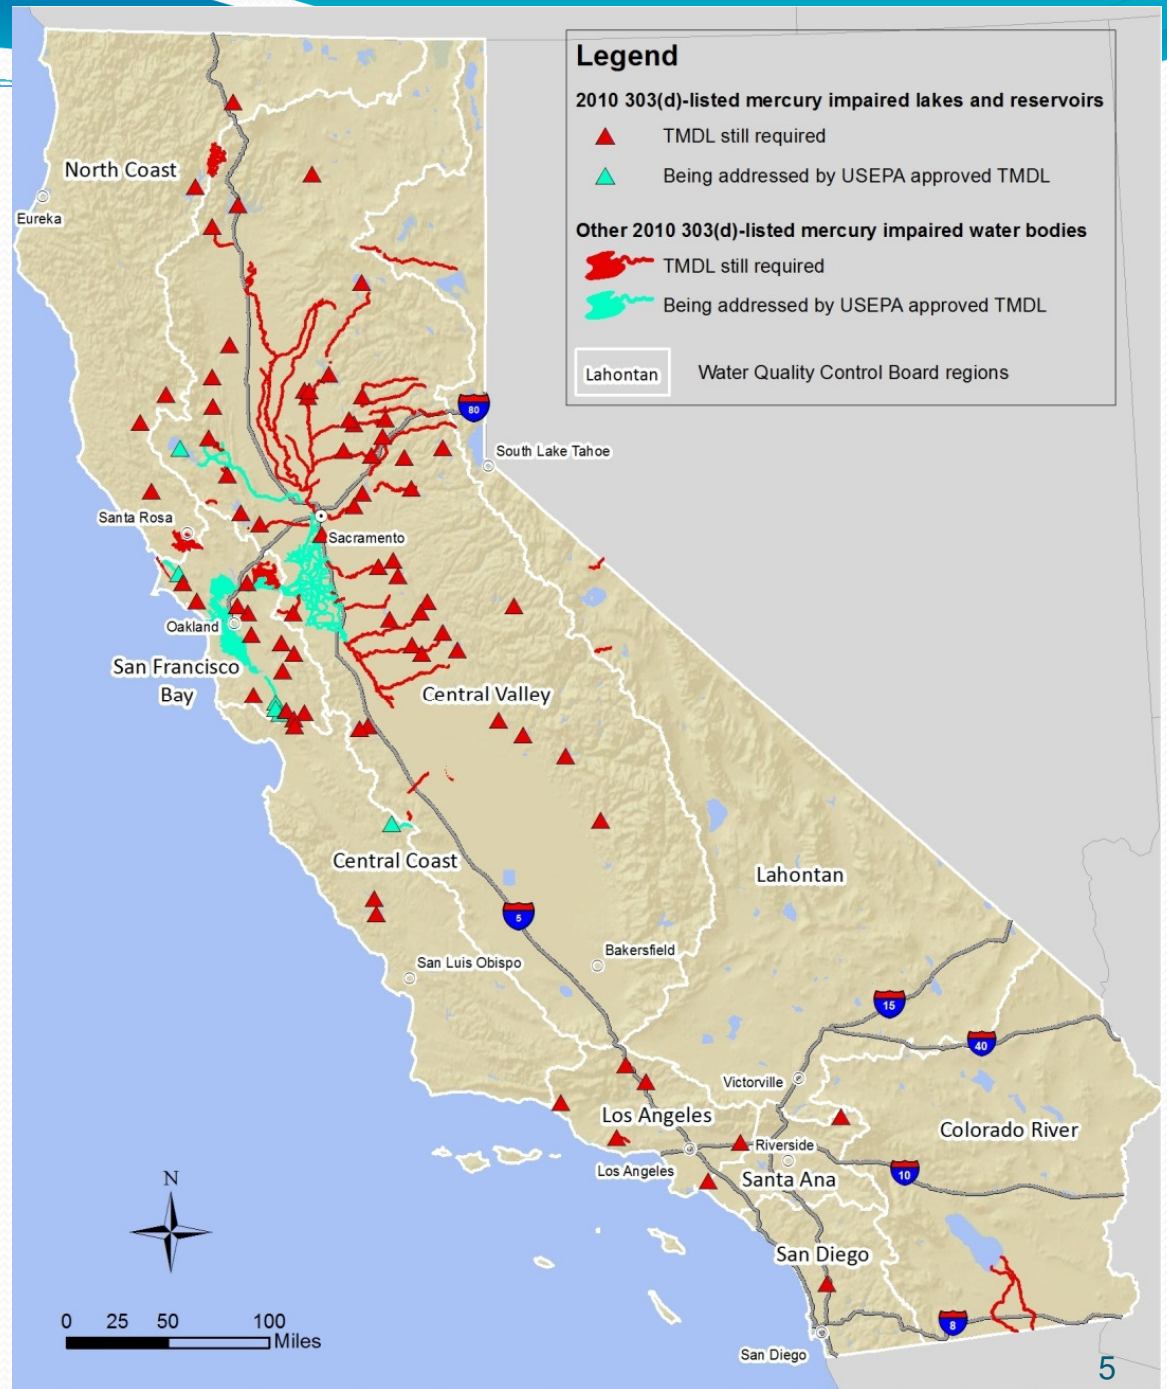 Legend
2010 303(d)-listed mercury impaired lakes and reservoirs
TMDL still required
Being addressed by USEPA approved TMDL
Other 2010 303(d)-listed mercury impaired water bodies
TMDL still required
Being addressed by USEPA approved TMDL
Lahontan
Water Quality Control Board regions
North Coast
Eureka
80
South Lake Tahoe
Santa Rosa
Sacramento
Oakland
San Francisco
Bay
Central Valley
Central Coast
Lahontan
5
Bakersfield
San Luis Obispo
15
40
Victorville
Los Angeles
Colorado River
Riverside
Los Angeles
Santa Ana
10
San Diego
8
San Diego
N
0 25 50 100
Miles
5